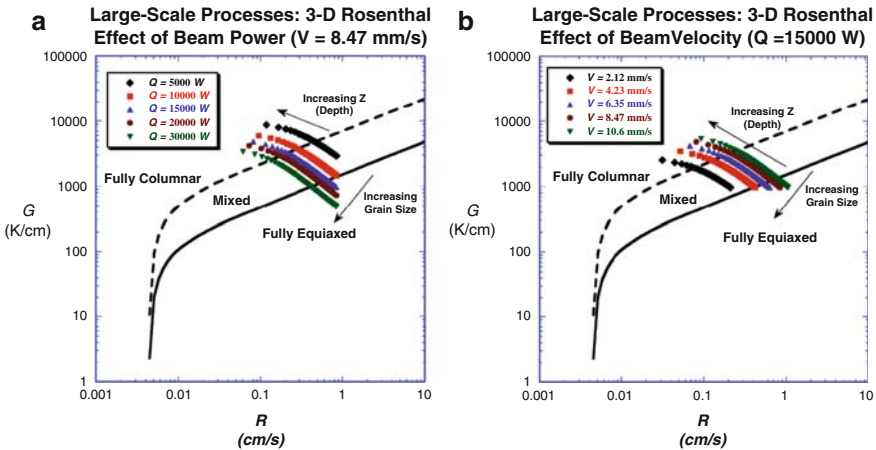 a
Large-Scale Processes: 3-D Rosenthal
Effect of Beam Power (V = 8.47 mm/s)
100000
10000
1000
100
10
1
G
(K/cm)
Q = 5000 W
Q = 10000 W
Q = 15000 W
Q = 20000 W
Q = 30000 W
Increasing Z
(Depth)
Fully Columnar
Mixed
Increasing
Grain Size
Fully Equiaxed
0.001
0.01
0.1
1
10
R
(cm/s)
b
Large-Scale Processes: 3-D Rosenthal
Effect of BeamVelocity (Q =15000 W)
100000
10000
1000
100
10
1
G
(K/cm)
V = 2.12 mm/s
V = 4.23 mm/s
V = 6.35 mm/s
V = 8.47 mm/s
V = 10.6 mm/s
Increasing Z
(Depth)
Fully Columnar
Mixed
Increasing
Grain Size
Fully Equiaxed
0.001
0.01
0.1
1
10
R
(cm/s)